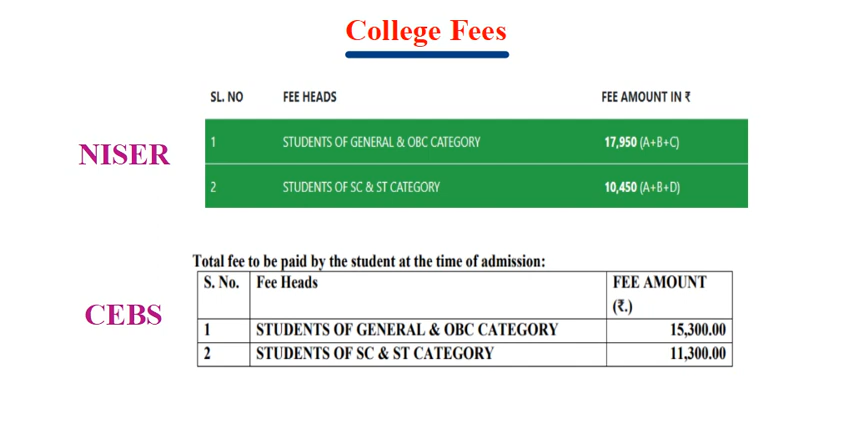 College Fees
SL. NO FEE HEADS FEE AMOUNT IN ₹
NISER
1 STUDENTS OF GENERAL & OBC CATEGORY 17,950 (A+B+C)
2 STUDENTS OF SC & ST CATEGORY 10,450 (A+B+D)
Total fee to be paid by the student at the time of admission:
S. No. Fee Heads FEE AMOUNT
(₹.)
CEBS
1 STUDENTS OF GENERAL & OBC CATEGORY 15,300.00
2 STUDENTS OF SC & ST CATEGORY 11,300.00